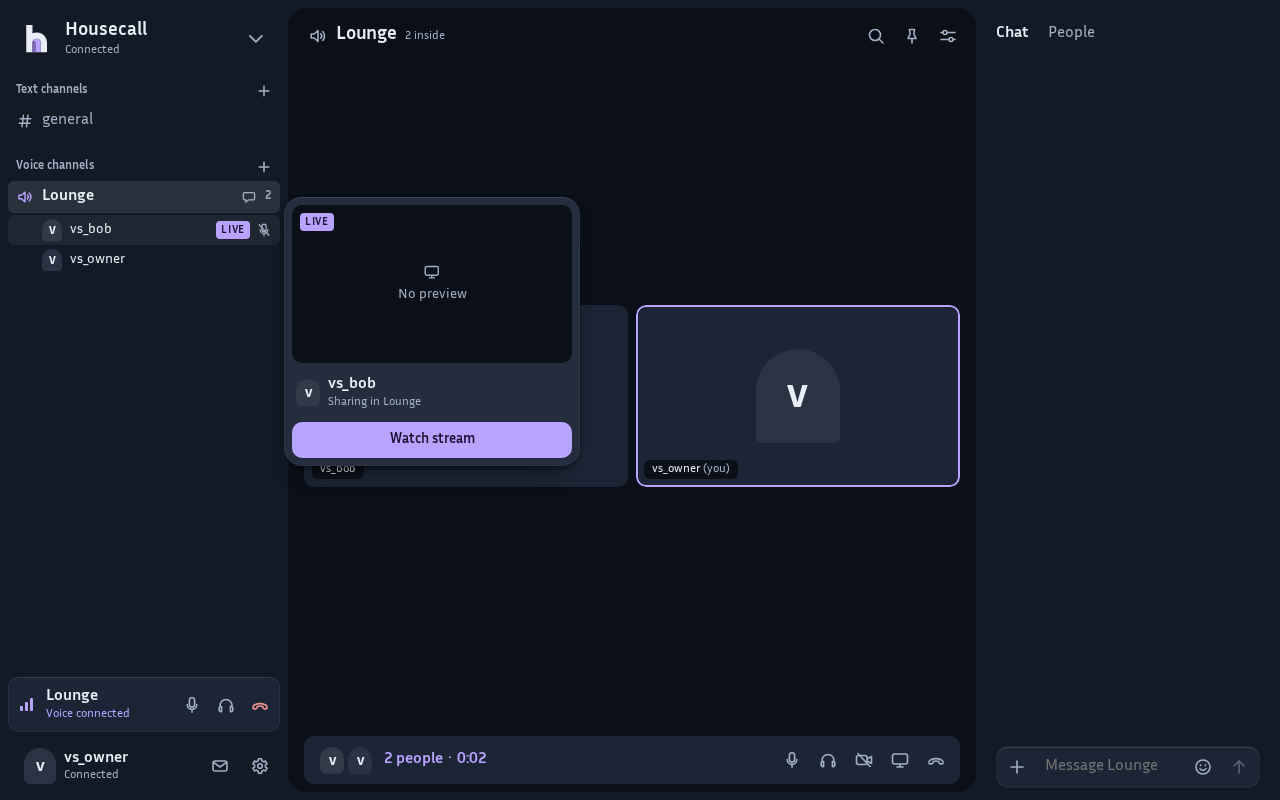 Housecall
Connected
Text channels
general
Voice channels
Lounge
2
V
vs_bob
LIVE
V
vs_owner
Lounge
Voice connected
V
vs_owner
Connected
Lounge
2 inside
LIVE
No preview
V
vs_bob
Sharing in Lounge
Watch stream
vs_bob
V
vs_owner (you)
V
V
2 people · 0:02
Chat
People
Message Lounge